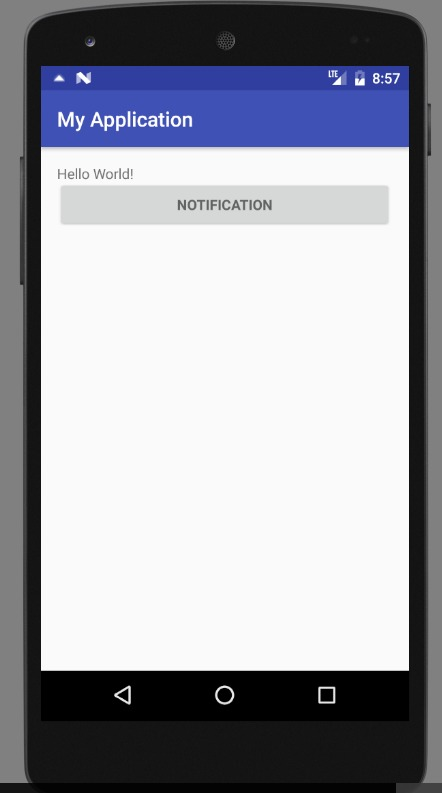 LTE
8:57
My Application
Hello World!
NOTIFICATION